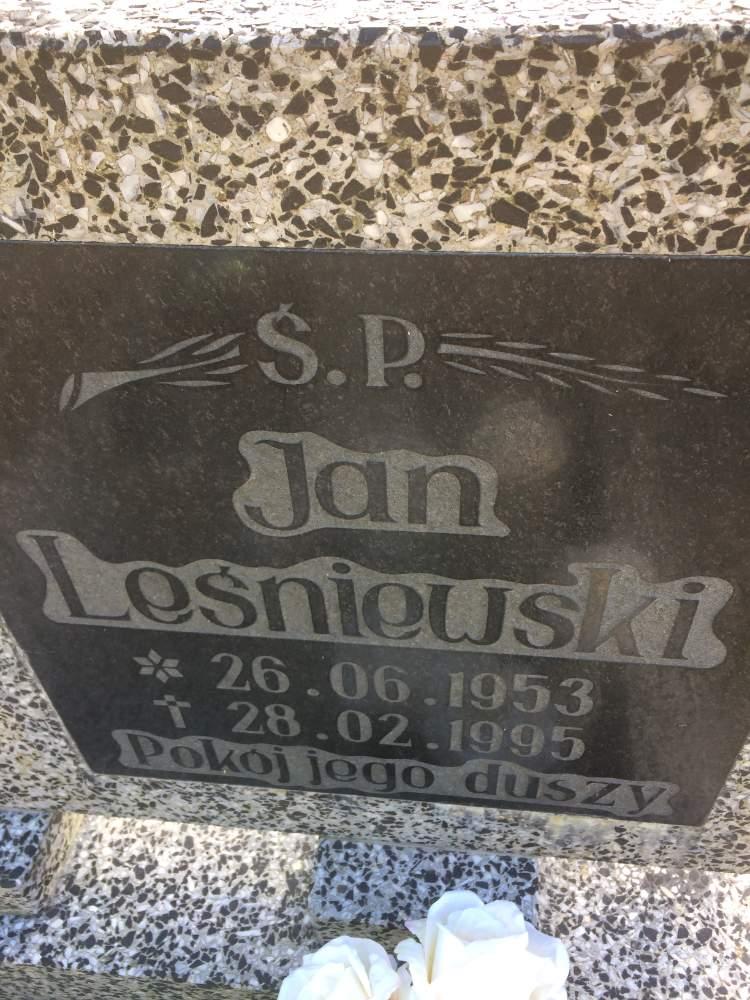 Ś.P.
Jan
Leśniewski
* 26.06.1953
✝ 28.02.1995
Pokój jego duszy